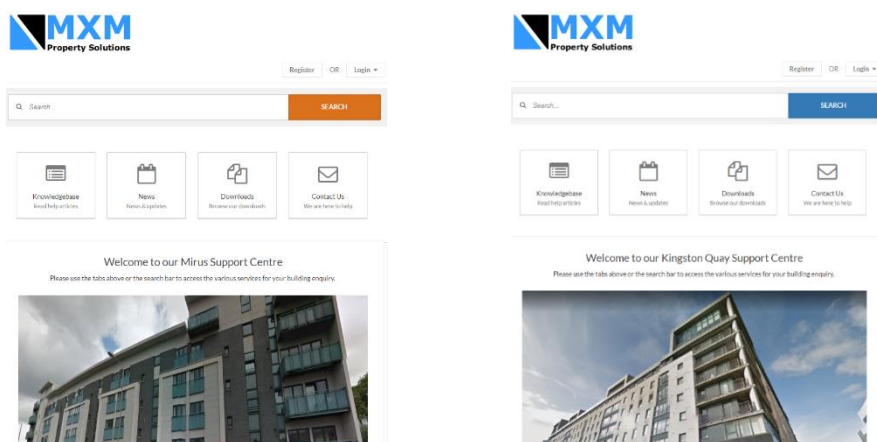 MXM
Property Solutions
Register OR Login
Search
SEARCH
Knowledgebase
Read help articles
News
News & updates
Downloads
Browse our downloads
Contact Us
We are here to help
Welcome to our Mirus Support Centre
Please use the tabs above or the search bar to access the various services for your building enquiry.
MXM
Property Solutions
Register OR Login
Search...
SEARCH
Knowledgebase
Read help articles
News
News & updates
Downloads
Browse our downloads
Contact Us
We are here to help
Welcome to our Kingston Quay Support Centre
Please use the tabs above or the search bar to access the various services for your building enquiry.